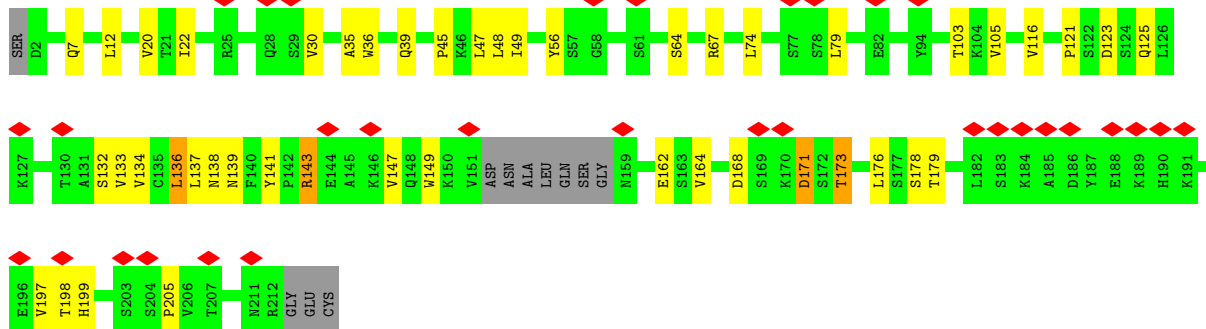 SER D2 Q7 L12 V20 T21 I22 R25 Q28 S29 V30 A35 W36 Q39 P45 K46 L47 L48 I49 Y56 S57 G58 S61 S64 R67 L74 S77 S78 L79 E82 Y94 T103 K104 V105 V116 P121 S122 D123 S124 Q125 L126
K127 T130 A131 S132 V133 V134 C135 L136 L137 N138 N139 F140 Y141 P142 R143 E144 A145 K146 V147 Q148 W149 K150 V151 ASP ASN ALA LEU GLN SER GLY N159 E162 S163 V164 D168 S169 K170 D171 S172 T173 L176 S177 S178 T179 L182 S183 K184 A185 D186 Y187 E188 K189 H190 K191
E196 V197 T198 H199 S203 S204 P205 V206 T207 N211 R212 GLY GLU CYS